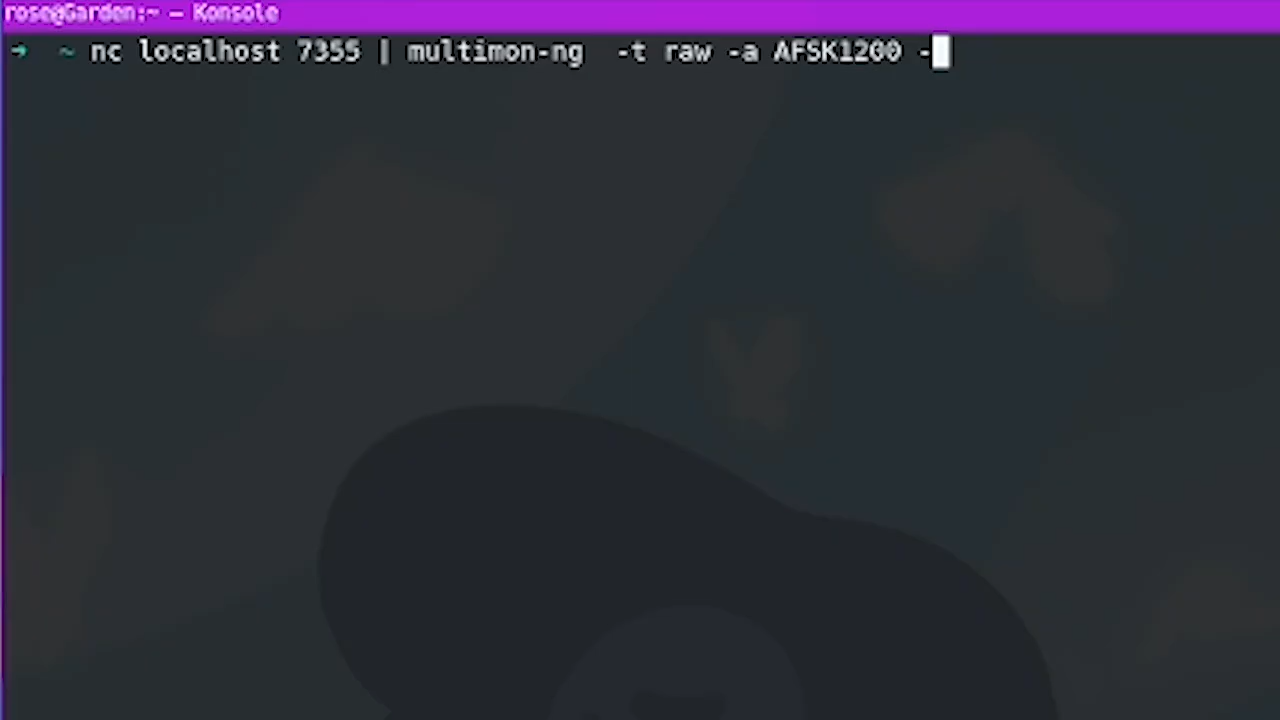 rose@Garden:~ — Konsole
➜ ~ nc localhost 7355 | multimon-ng  -t raw -a AFSK1200 -